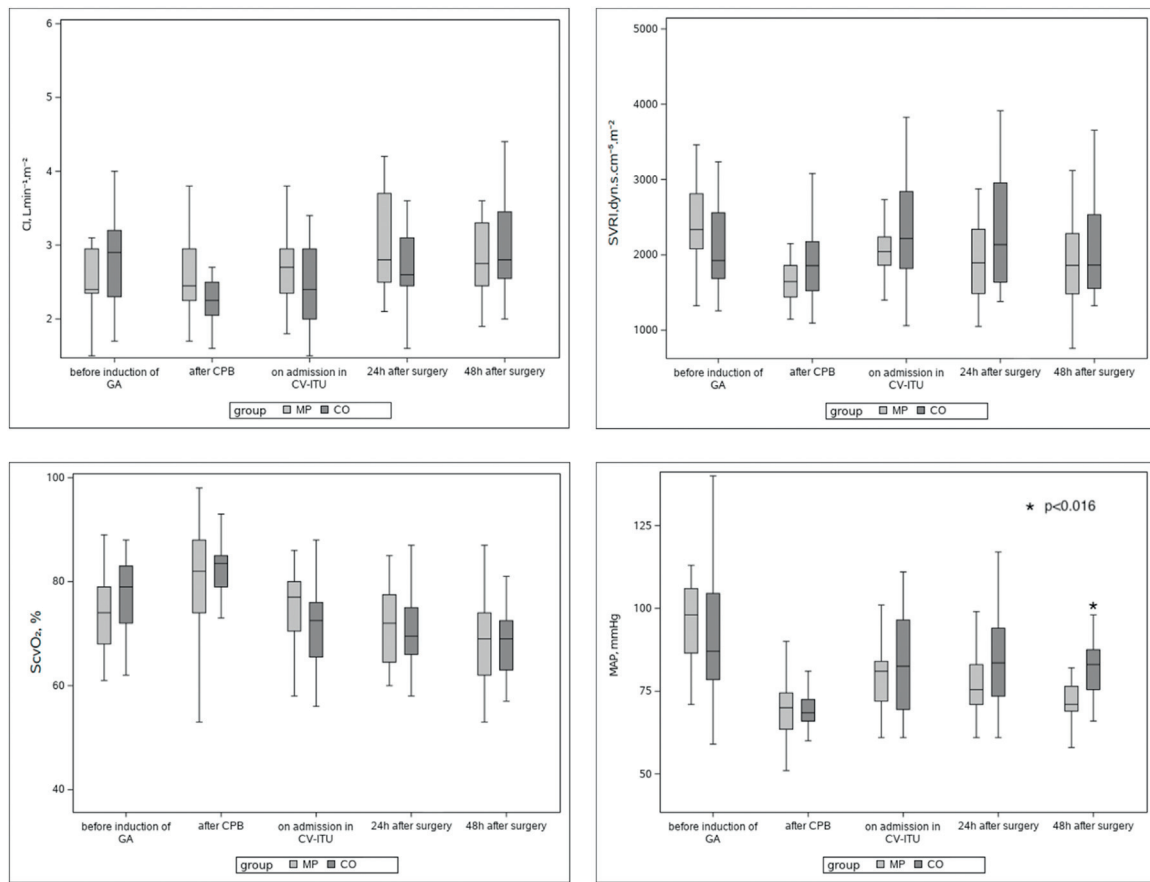 6
5
4
3
2
CI, L.min⁻¹.m⁻²
before induction of GA
after CPB
on admission in CV-ITU
24h after surgery
48h after surgery
group MP CO
5000
4000
3000
2000
1000
SVRI,dyn.s.cm⁻⁵.m⁻²
before induction of GA
after CPB
on admission in CV-ITU
24h after surgery
48h after surgery
group MP CO
100
80
60
40
ScvO₂, %
before induction of GA
after CPB
on admission in CV-ITU
24h after surgery
48h after surgery
group MP CO
* p<0.016
125
100
75
50
MAP, mmHg
*
before induction of GA
after CPB
on admission in CV-ITU
24h after surgery
48h after surgery
group MP CO